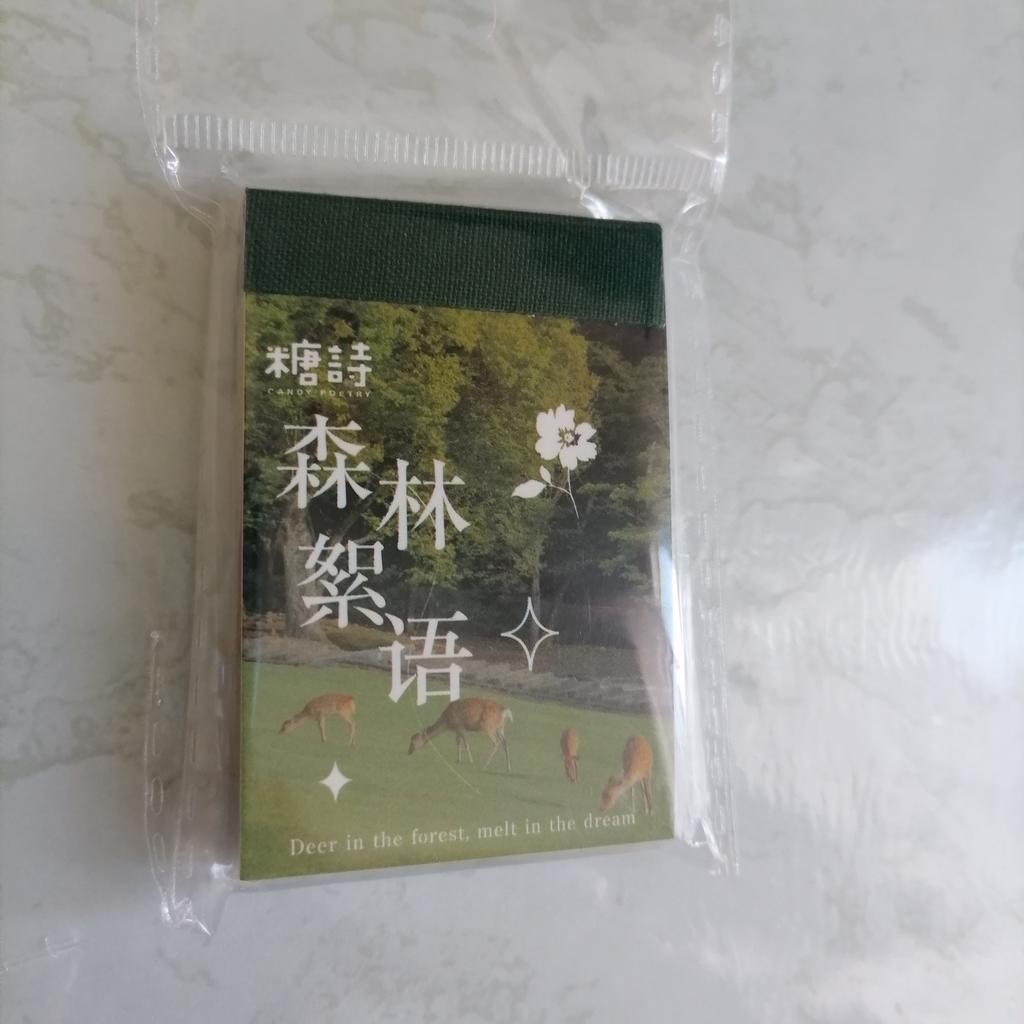 糖詩
CANDY POETRY
森林
絮语
Deer in the forest, melt in the dream